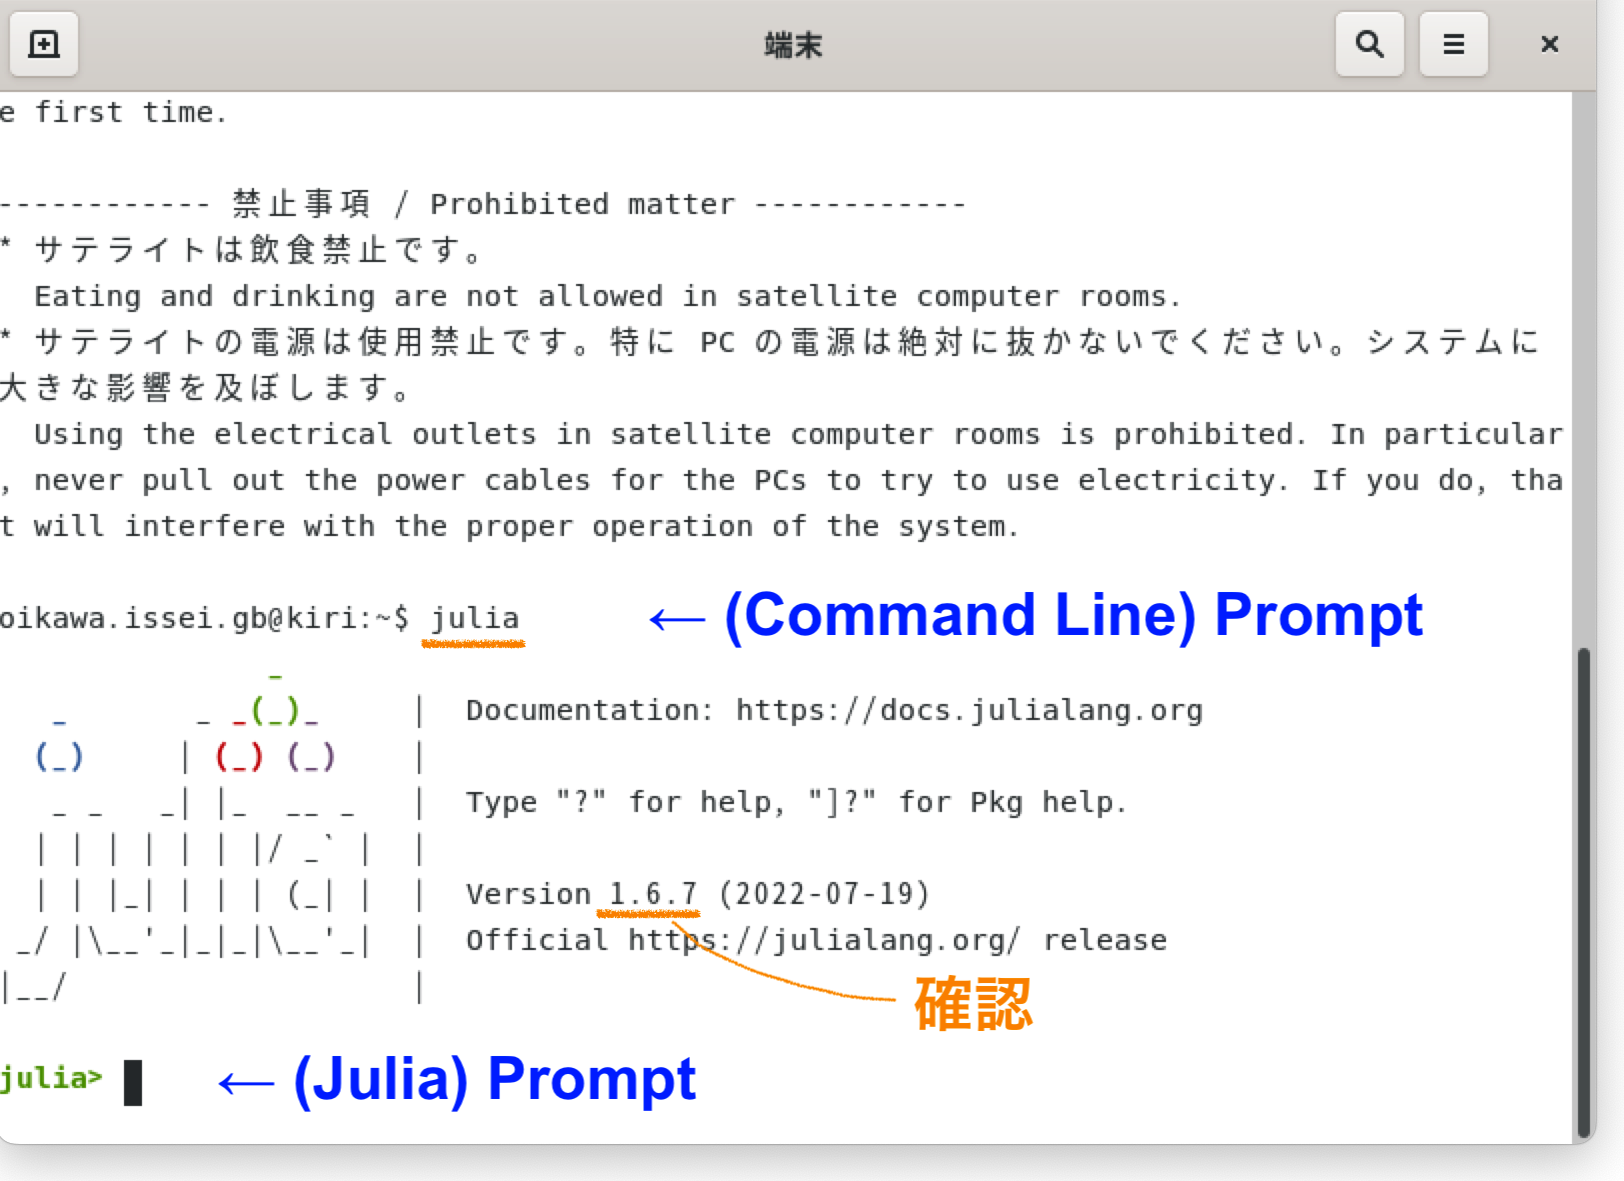 端末
e first time.
------------ 禁止事項 / Prohibited matter ------------
* サテライトは飲食禁止です。
  Eating and drinking are not allowed in satellite computer rooms.
* サテライトの電源は使用禁止です。特に PC の電源は絶対に抜かないでください。システムに
大きな影響を及ぼします。
  Using the electrical outlets in satellite computer rooms is prohibited. In particular
, never pull out the power cables for the PCs to try to use electricity. If you do, tha
t will interfere with the proper operation of the system.
oikawa.issei.gb@kiri:~$ julia ← (Command Line) Prompt
               _
   _       _ _(_)_     |  Documentation: https://docs.julialang.org
  (_)     | (_) (_)    |
   _ _   _| |_  __ _   |  Type "?" for help, "]?" for Pkg help.
  | | | | | | |/ _` |  |
  | | |_| | | | (_| |  |  Version 1.6.7 (2022-07-19)
 _/ |\__'_|_|_|\__'_|  |  Official https://julialang.org/ release
|__/                   |
確認
julia> ← (Julia) Prompt